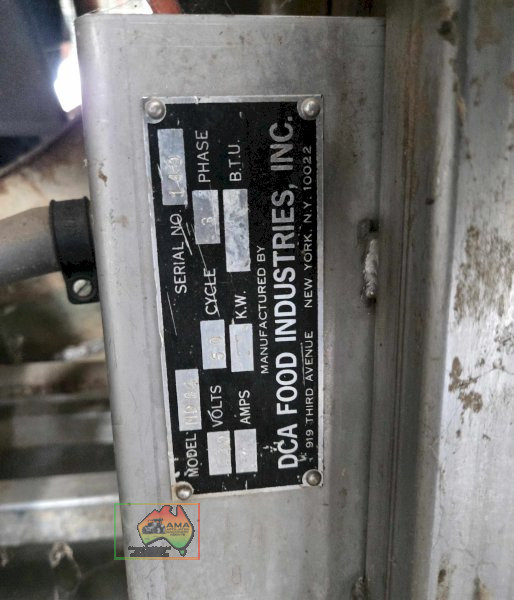 MODEL SERIAL NO.
VOLTS CYCLE 3 PHASE
AMPS K.W. B.T.U.
MANUFACTURED BY
DCA FOOD INDUSTRIES, INC.
919 THIRD AVENUE NEW YORK, N.Y. 10022
AMA